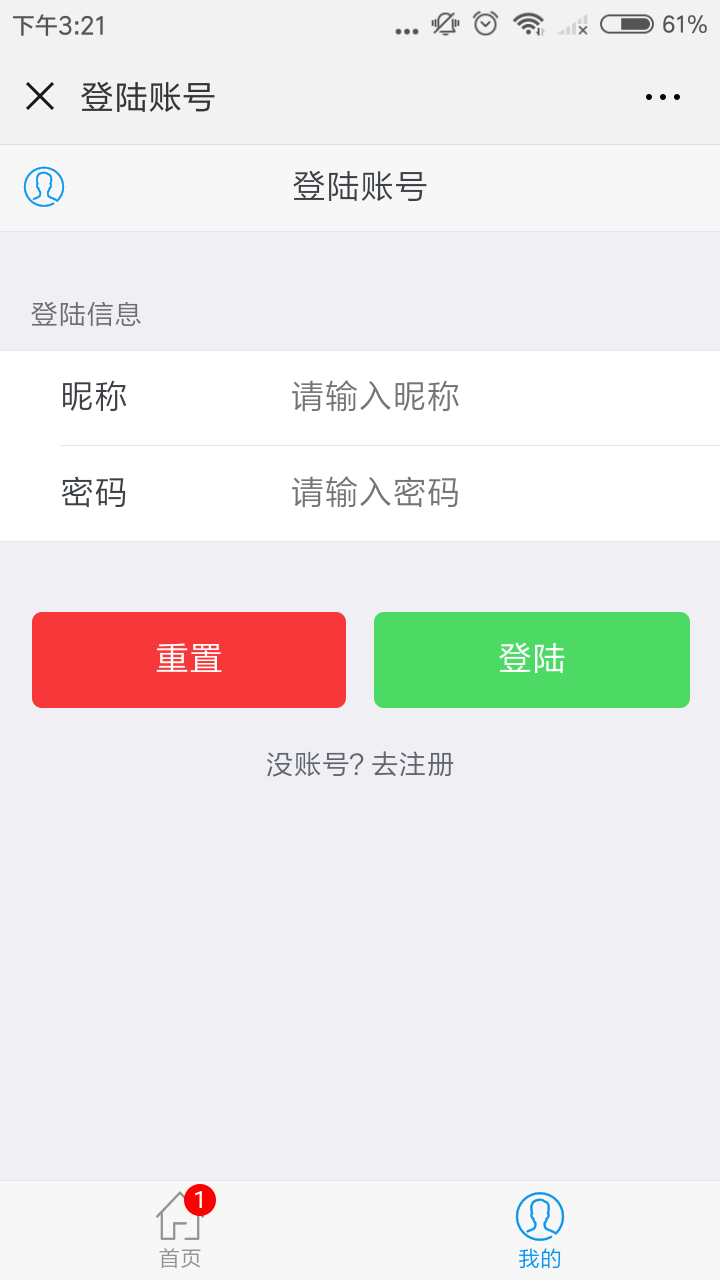 下午3:21 61%
登陆账号
登陆账号
登陆信息
昵称 请输入昵称
密码 请输入密码
重置 登陆
没账号? 去注册
1
首页 我的